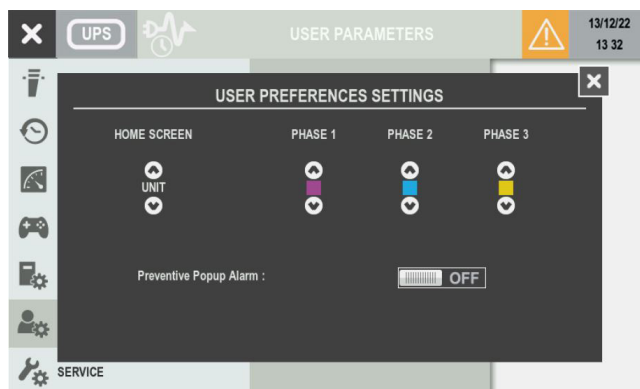 UPS
USER PARAMETERS
13/12/22
13 32
USER PREFERENCES SETTINGS
HOME SCREEN
PHASE 1
PHASE 2
PHASE 3
UNIT
Preventive Popup Alarm :
OFF
SERVICE